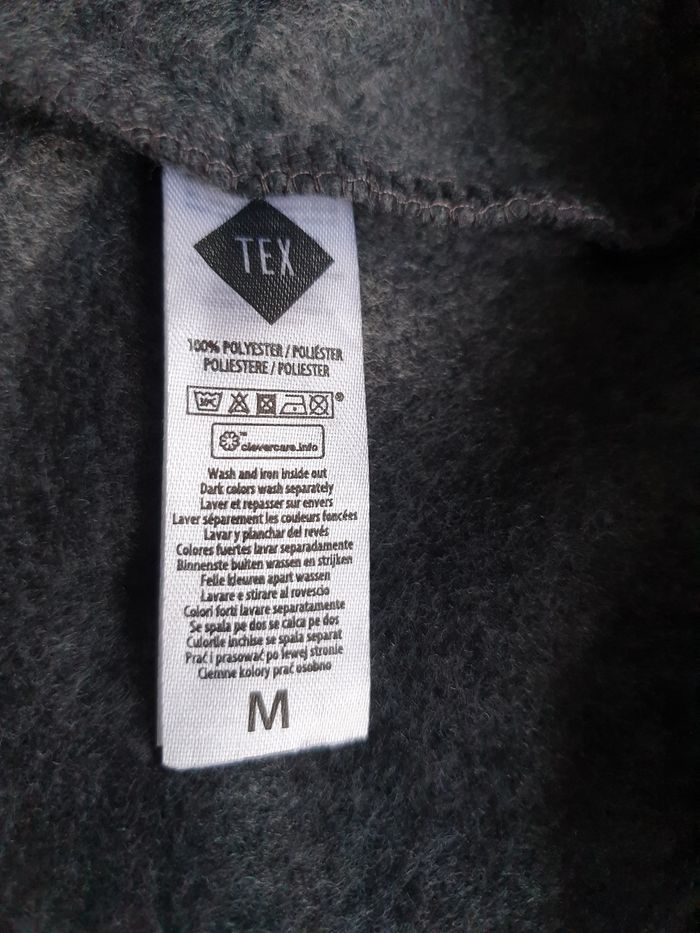 TEX
100% POLYESTER / POLIÉSTER
POLIESTERE / POLIESTER
clevercare.info
Wash and iron inside out
Dark colors wash separately
Laver et repasser sur envers
Laver séparement les couleurs foncées
Lavar y planchar del revés
Colores fuertes lavar separadamente
Binnenste buiten wassen en strijken
Felle kleuren apart wassen
Lavare e stirare al rovescio
Colori forti lavare separatamente
Se spala pe dos se calca pe dos
Culorile inchise se spala separat
Prać i prasować po lewej stronie
Ciemne kolory prać osobno
M